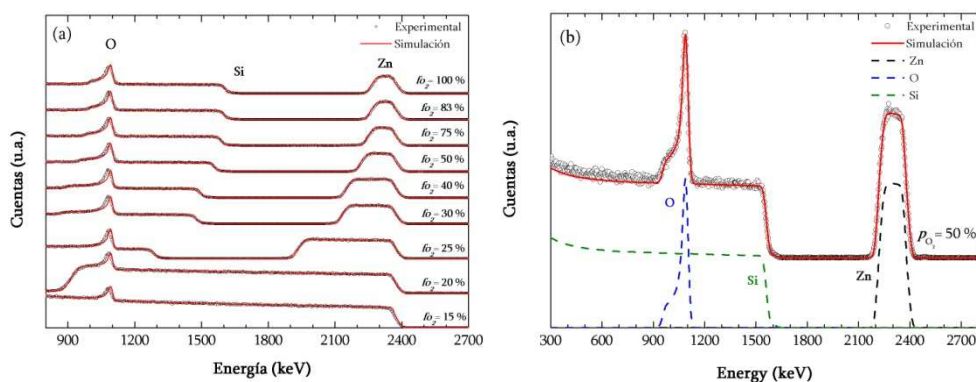 (a)
O
Experimental
Simulación
Si
Zn
fO2 = 100 %
fO2 = 83 %
fO2 = 75 %
fO2 = 50 %
fO2 = 40 %
fO2 = 30 %
fO2 = 25 %
fO2 = 20 %
fO2 = 15 %
Cuentas (u.a.)
900 1200 1500 1800 2100 2400 2700
Energía (keV)
(b)
Experimental
Simulación
Zn
O
Si
O
Si
Zn
pO2 = 50 %
Cuentas (u.a.)
300 600 900 1200 1500 1800 2100 2400 2700
Energy (keV)